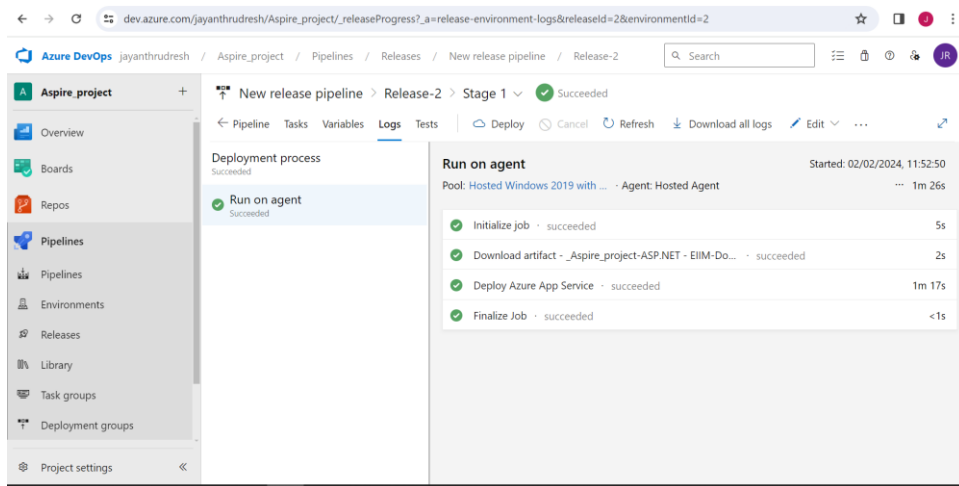 dev.azure.com/jayanthrudresh/Aspire_project/_releaseProgress?_a=release-environment-logs&releaseId=2&environmentId=2
J
Azure DevOps jayanthrudresh / Aspire_project / Pipelines / Releases / New release pipeline / Release-2
Search
JR
A Aspire_project +
Overview
Boards
Repos
Pipelines
Pipelines
Environments
Releases
Library
Task groups
Deployment groups
Project settings
New release pipeline > Release-2 > Stage 1 Succeeded
Pipeline Tasks Variables Logs Tests Deploy Cancel Refresh Download all logs Edit ...
Deployment process
Succeeded
Run on agent
Succeeded
Run on agent Started: 02/02/2024, 11:52:50
Pool: Hosted Windows 2019 with ... · Agent: Hosted Agent ... 1m 26s
Initialize job · succeeded 5s
Download artifact - _Aspire_project-ASP.NET - EIIM-Do... · succeeded 2s
Deploy Azure App Service · succeeded 1m 17s
Finalize Job · succeeded <1s